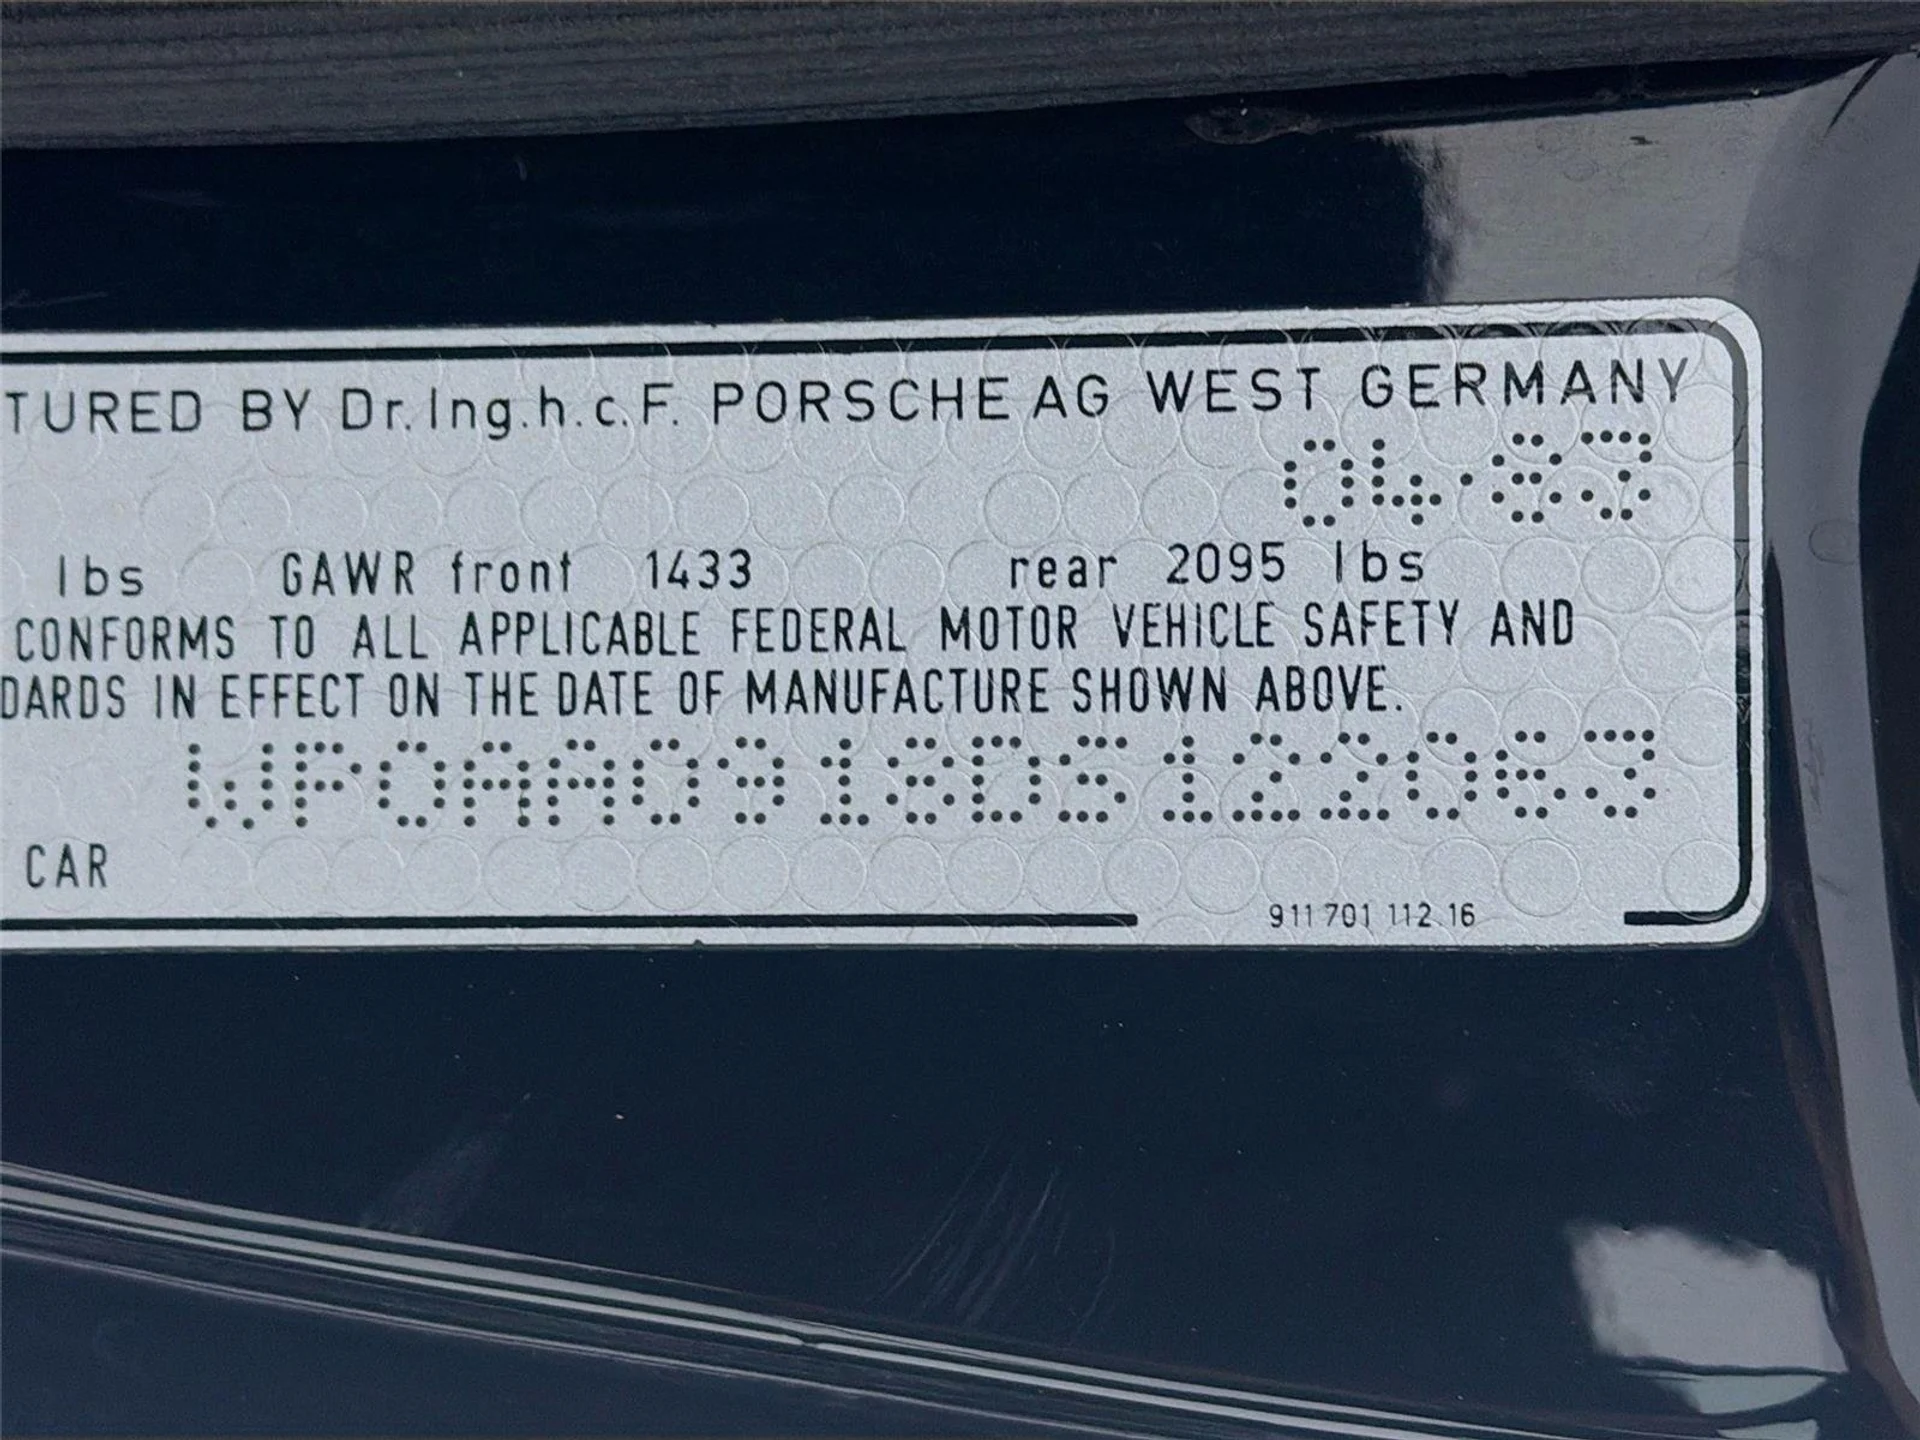 TURED BY Dr.Ing.h.c.F. PORSCHE AG WEST GERMANY
04·83
lbs GAWR front 1433 rear 2095 lbs
CONFORMS TO ALL APPLICABLE FEDERAL MOTOR VEHICLE SAFETY AND
DARDS IN EFFECT ON THE DATE OF MANUFACTURE SHOWN ABOVE.
WP0AA0918DS122063
CAR
911 701 112 16